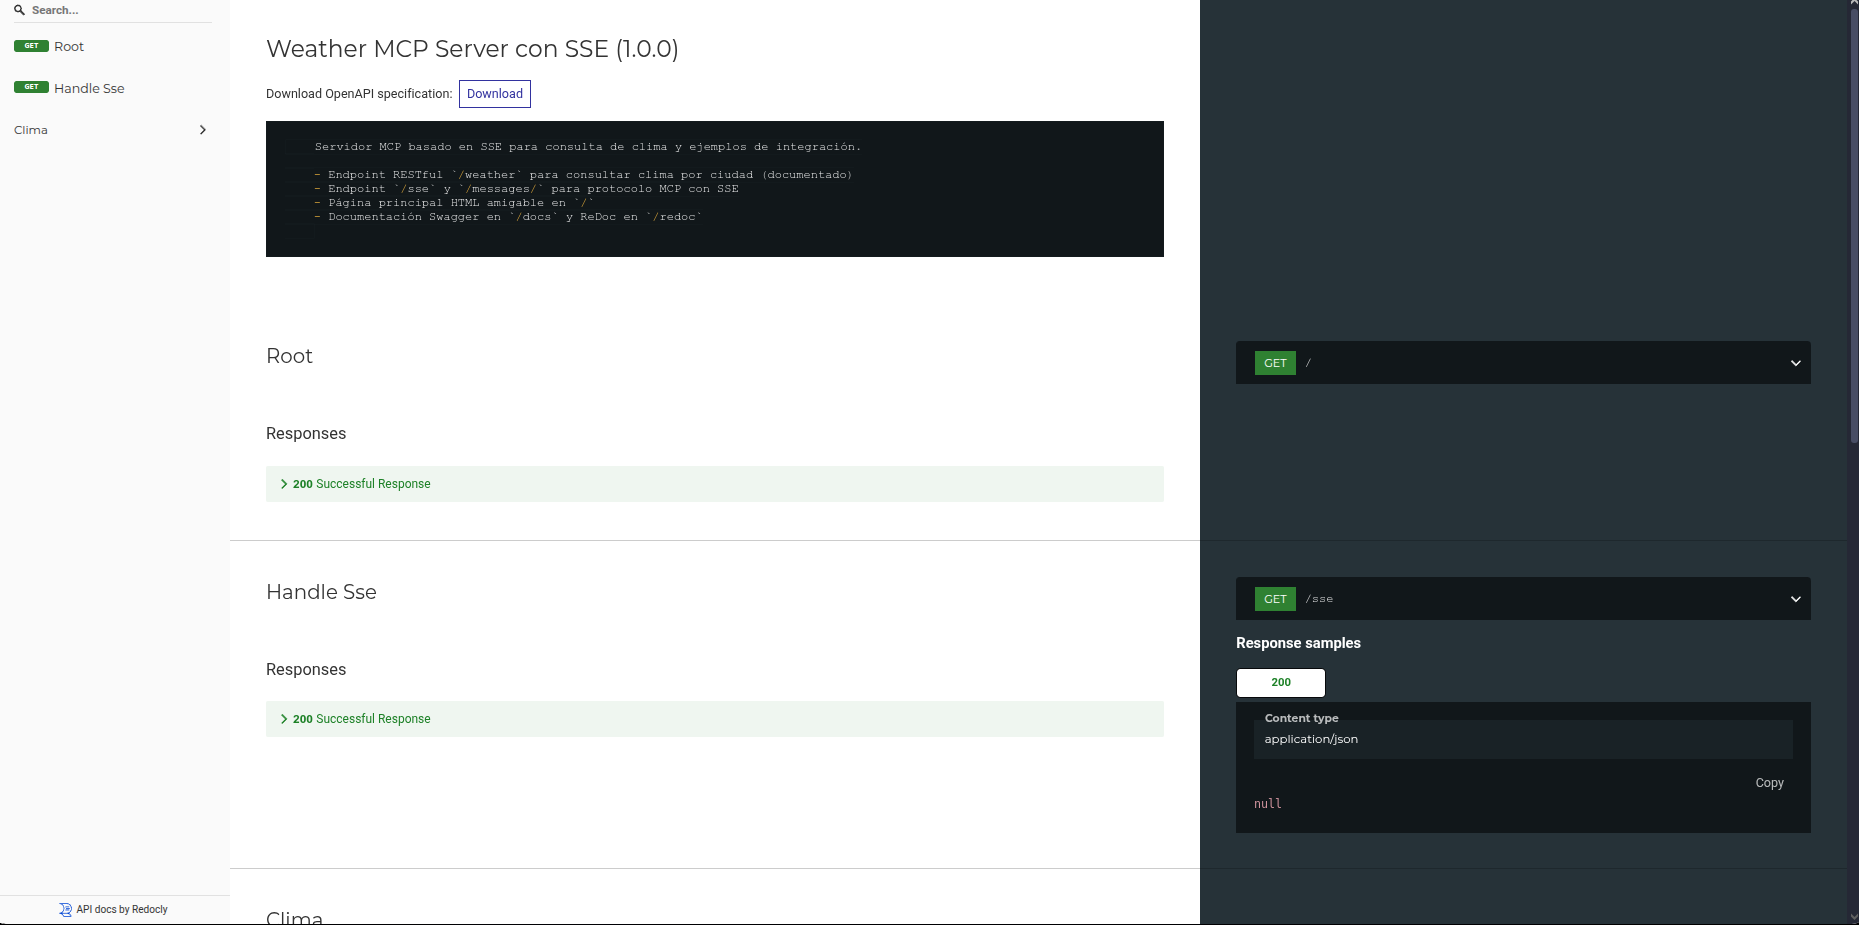 Search...
GET Root
GET Handle Sse
Clima
API docs by Redocly
Weather MCP Server con SSE (1.0.0)
Download OpenAPI specification: Download
Servidor MCP basado en SSE para consulta de clima y ejemplos de integración.
- Endpoint RESTful `/weather` para consultar clima por ciudad (documentado)
- Endpoint `/sse` y `/messages/` para protocolo MCP con SSE
- Página principal HTML amigable en `/`
- Documentación Swagger en `/docs` y ReDoc en `/redoc`
Root
GET /
Responses
200 Successful Response
Handle Sse
GET /sse
Responses
200 Successful Response
Response samples
200
Content type
application/json
Copy
null
Clima